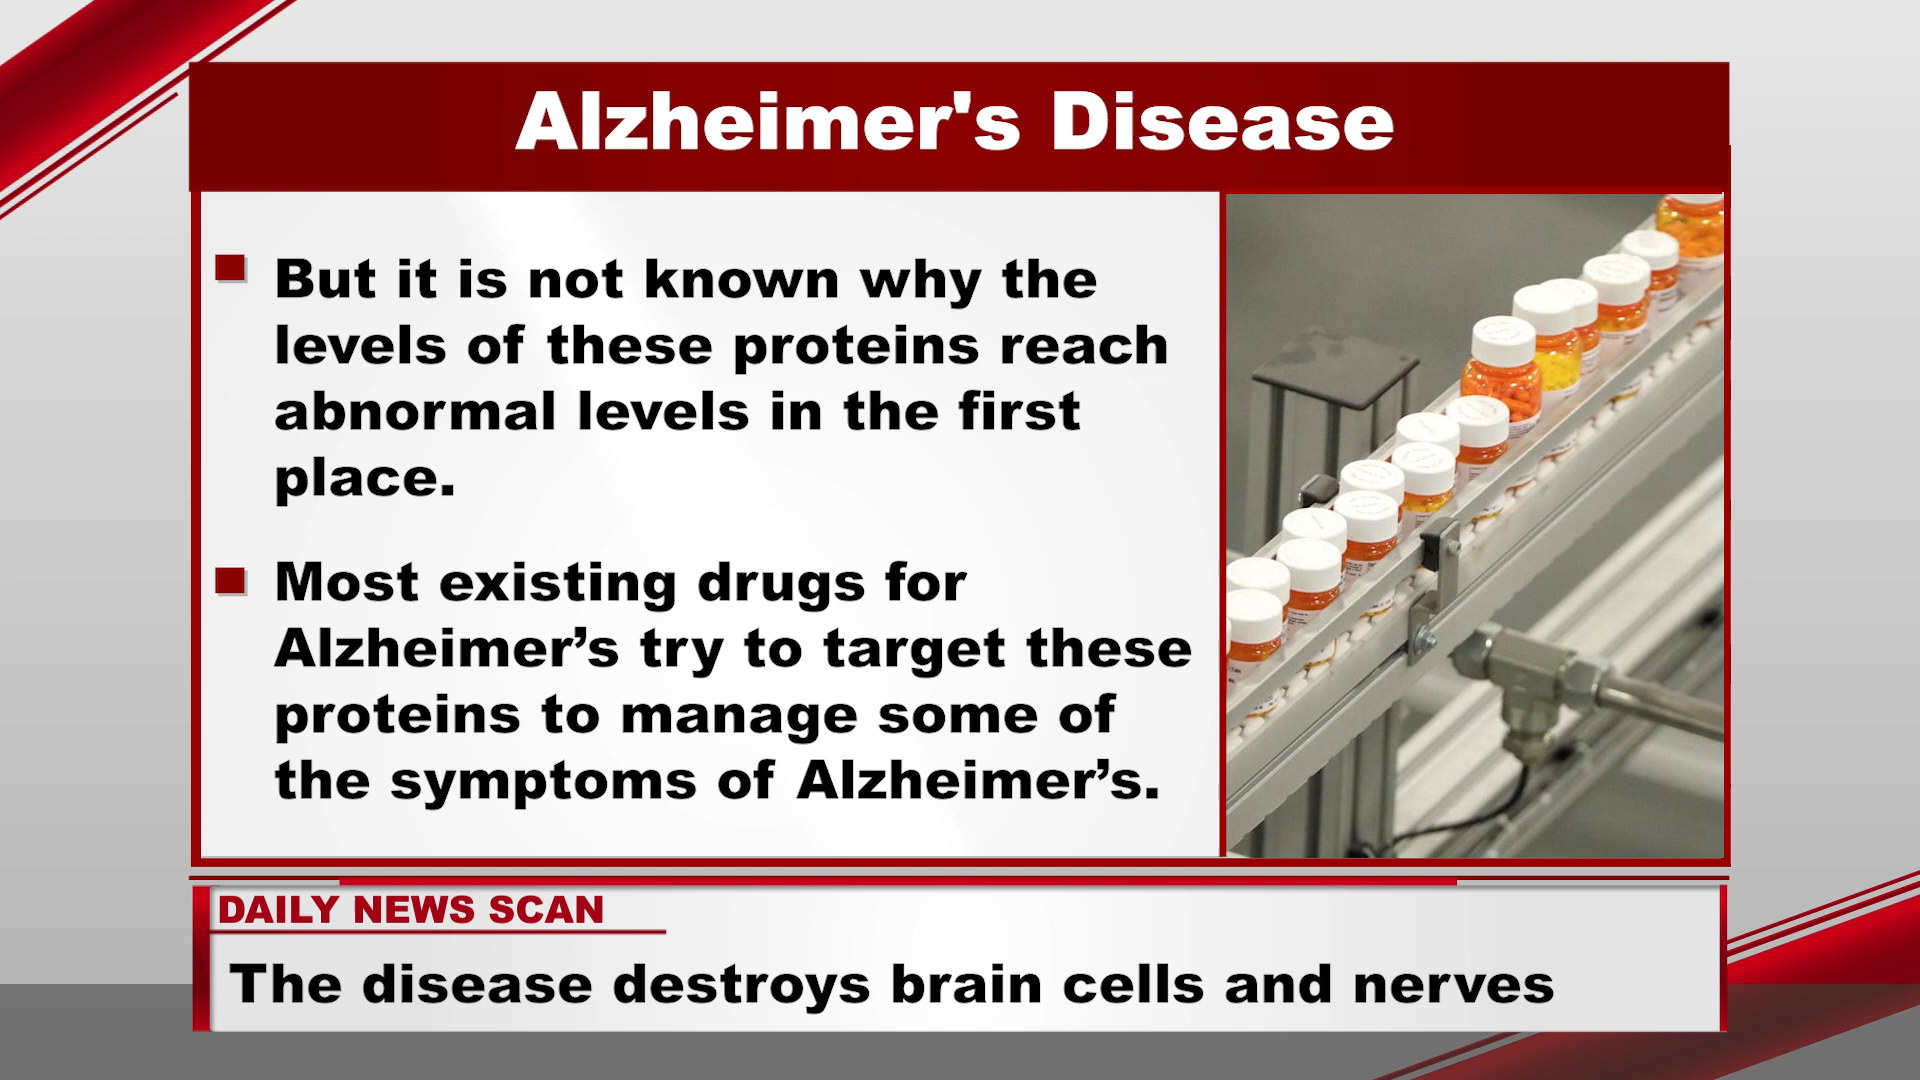 Alzheimer's Disease
But it is not known why the
levels of these proteins reach
abnormal levels in the first
place.
Most existing drugs for
Alzheimer’s try to target these
proteins to manage some of
the symptoms of Alzheimer’s.
DAILY NEWS SCAN
The disease destroys brain cells and nerves